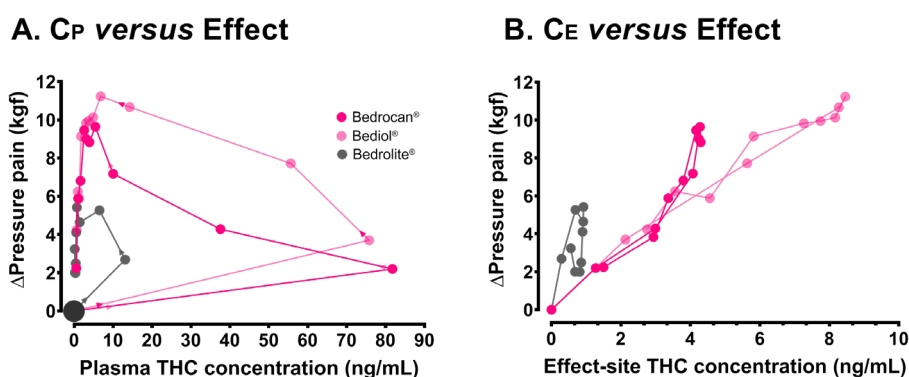 A. CP versus Effect
ΔPressure pain (kgf)
12
10
8
6
4
2
0
0 10 20 30 40 50 60 70 80 90
Plasma THC concentration (ng/mL)
Bedrocan®
Bediol®
Bedrolite®
B. CE versus Effect
ΔPressure pain (kgf)
12
10
8
6
4
2
0
0 2 4 6 8 10
Effect-site THC concentration (ng/mL)